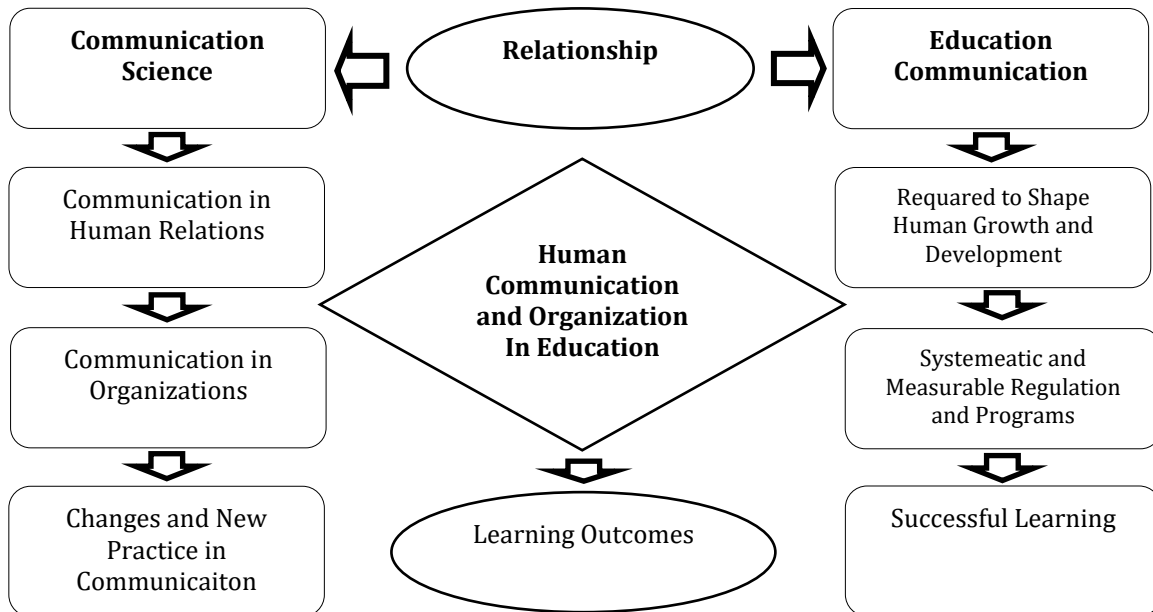 Communication
Science
Relationship
Education
Communication
Communication in
Human Relations
Human
Communication
and Organization
In Education
Requared to Shape
Human Growth and
Development
Communication in
Organizations
Systemeatic and
Measurable Regulation
and Programs
Changes and New
Practice in
Communicaiton
Learning Outcomes
Successful Learning